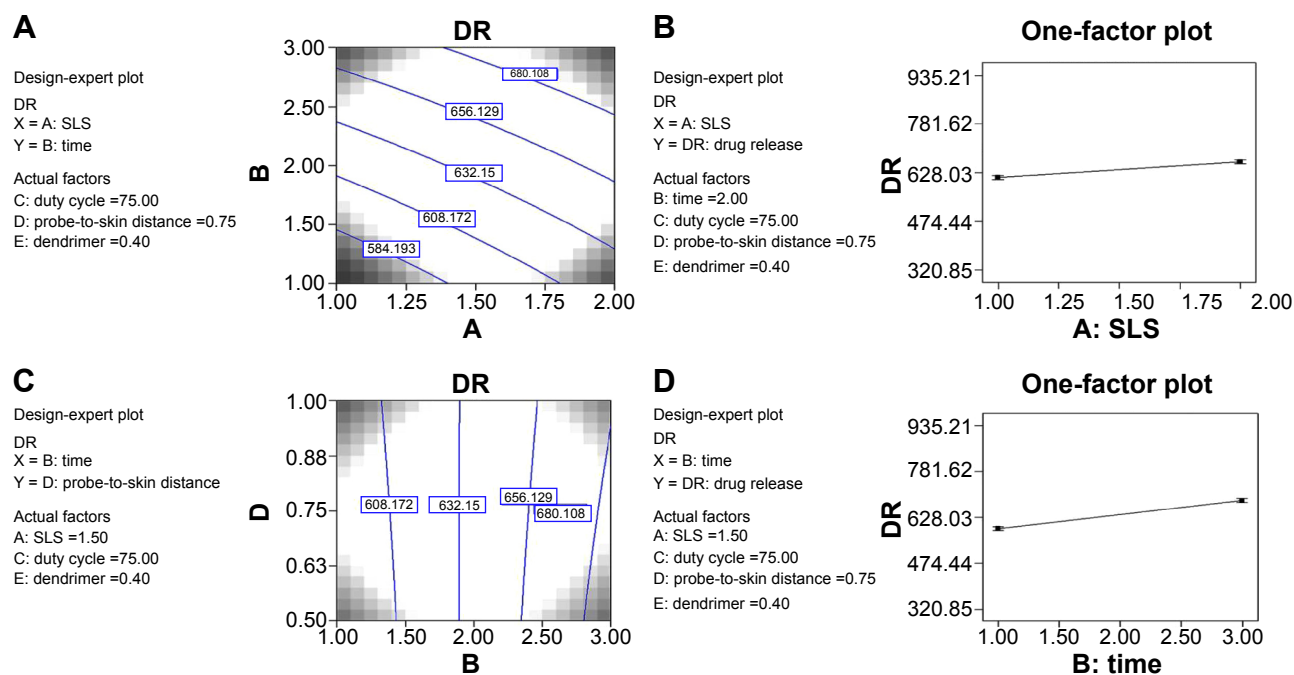 A
DR
Design-expert plot
DR
X = A: SLS
Y = B: time
Actual factors
C: duty cycle =75.00
D: probe-to-skin distance =0.75
E: dendrimer =0.40
3.00
2.50
2.00
1.50
1.00
B
680.108
656.129
632.15
608.172
584.193
1.00 1.25 1.50 1.75 2.00
A
B
One-factor plot
Design-expert plot
DR
X = A: SLS
Y = DR: drug release
Actual factors
B: time =2.00
C: duty cycle =75.00
D: probe-to-skin distance =0.75
E: dendrimer =0.40
935.21
781.62
628.03
474.44
320.85
DR
1.00 1.25 1.50 1.75 2.00
A: SLS
C
DR
Design-expert plot
DR
X = B: time
Y = D: probe-to-skin distance
Actual factors
A: SLS =1.50
C: duty cycle =75.00
E: dendrimer =0.40
1.00
0.88
0.75
0.63
0.50
D
608.172
632.15
656.129
680.108
1.00 1.50 2.00 2.50 3.00
B
D
One-factor plot
Design-expert plot
DR
X = B: time
Y = DR: drug release
Actual factors
A: SLS =1.50
C: duty cycle =75.00
D: probe-to-skin distance =0.75
E: dendrimer =0.40
935.21
781.62
628.03
474.44
320.85
DR
1.00 1.50 2.00 2.50 3.00
B: time